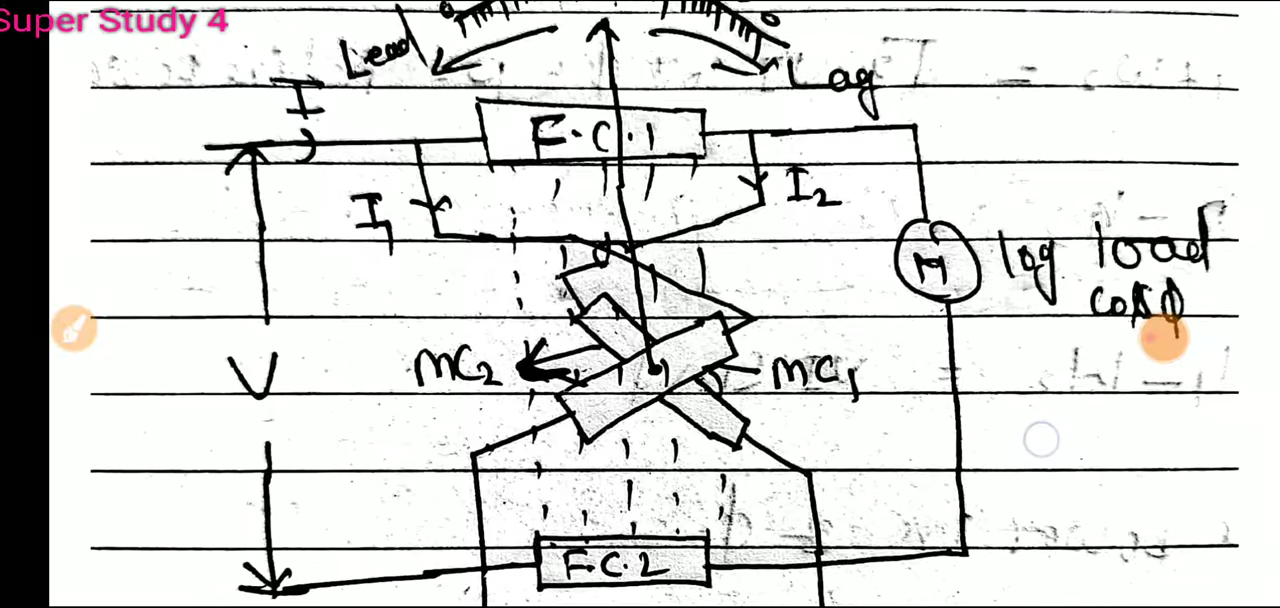 Super Study 4
Lead
Lag
I
F.C.1
I1
I2
M
lag load
cosϕ
V
MC2
MC1
F.C.2